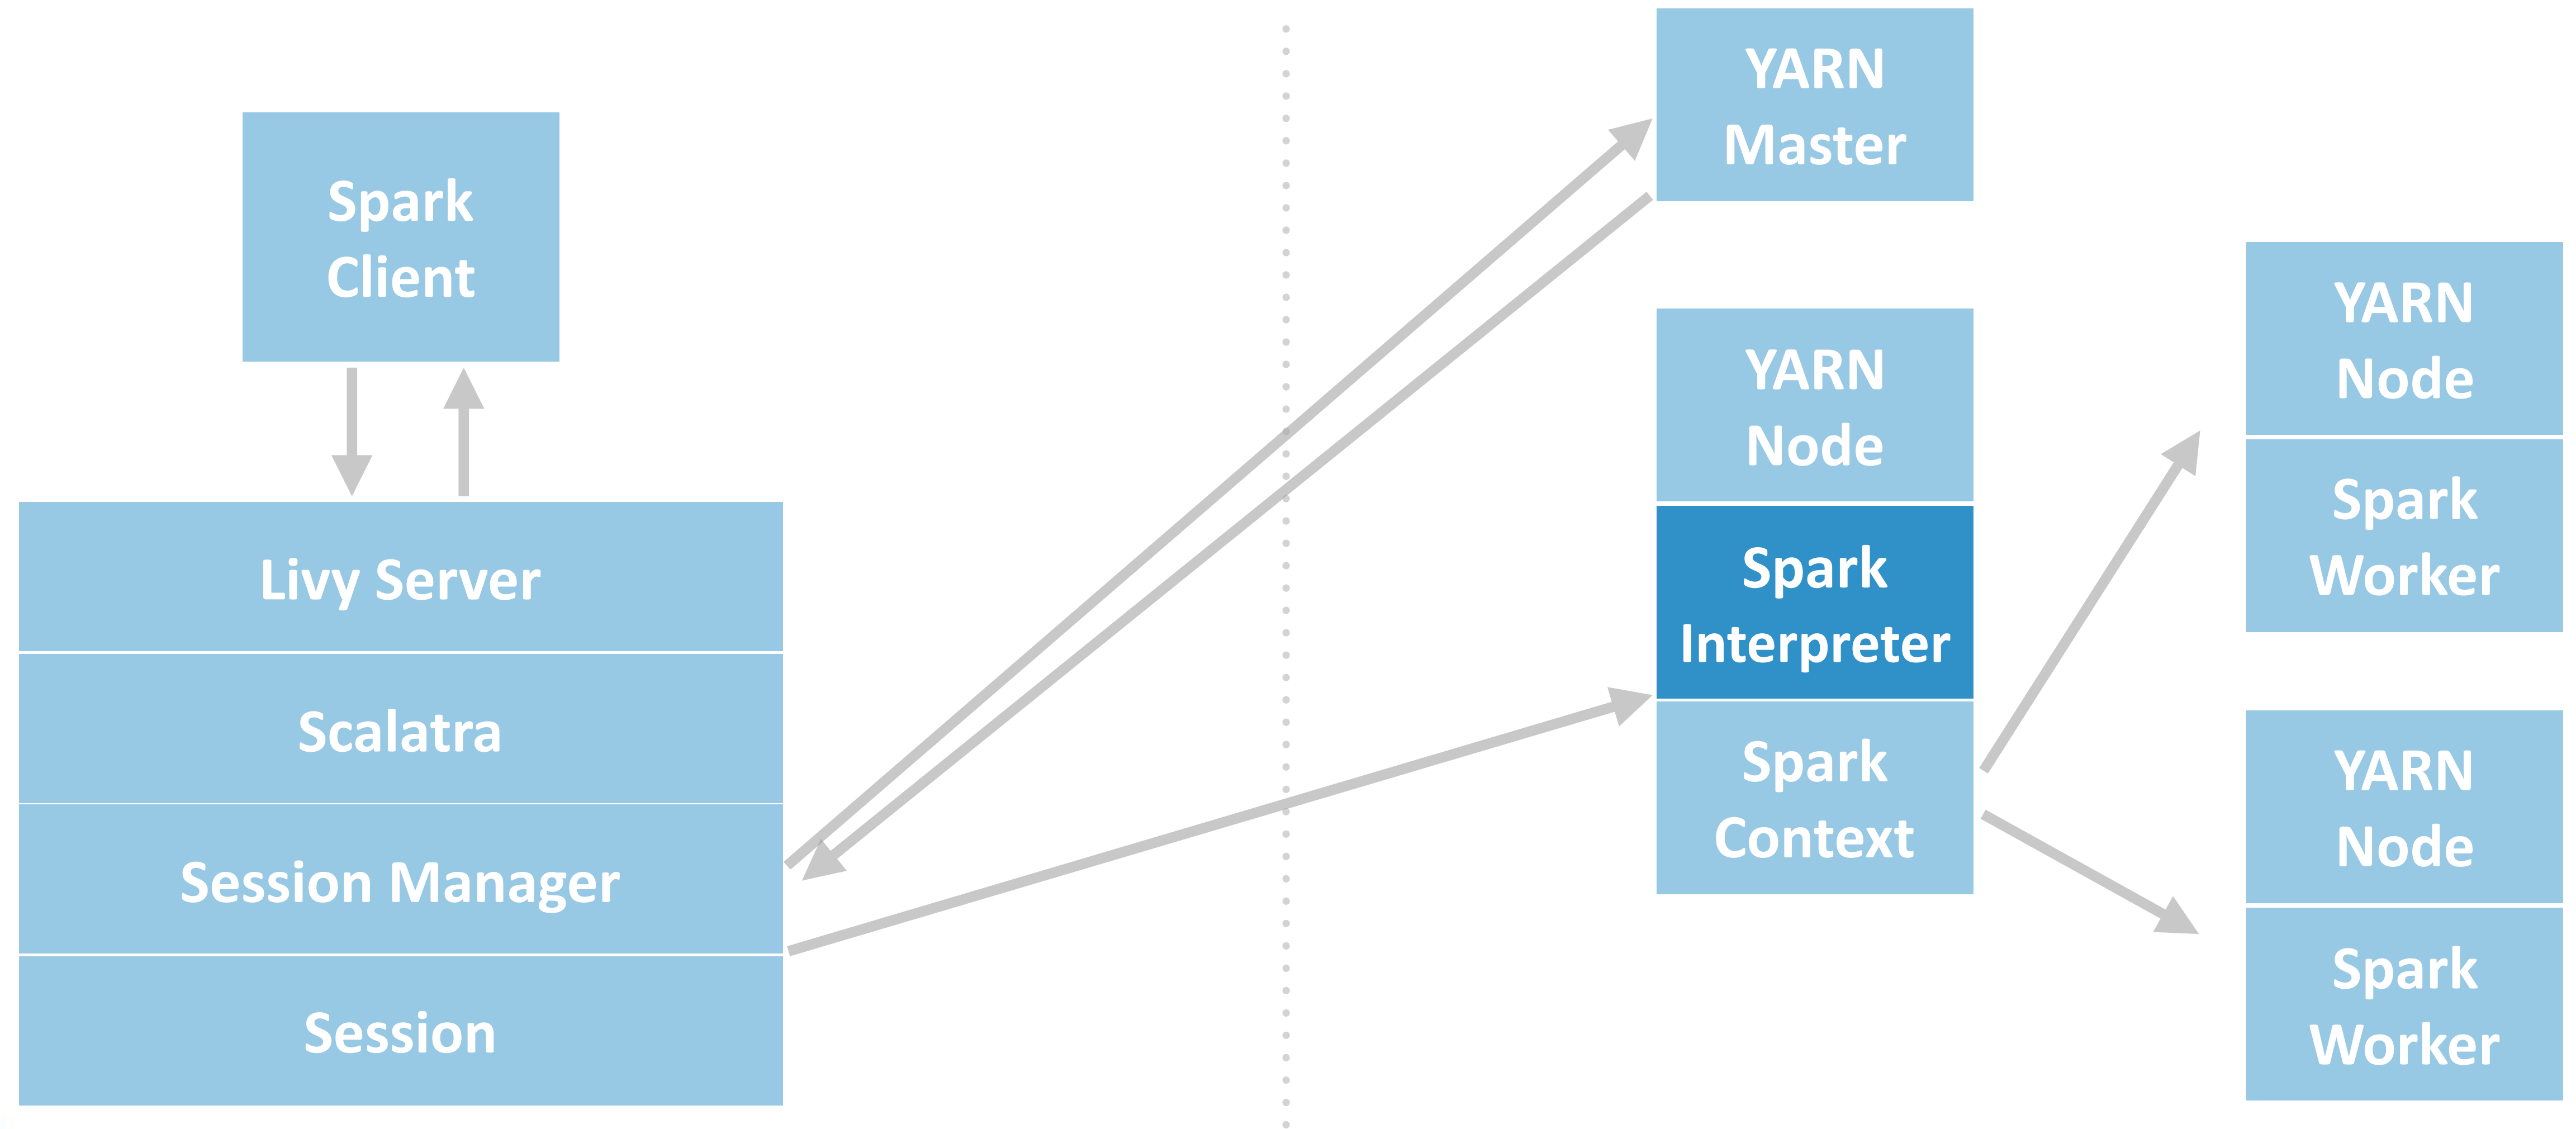 Spark
Client
Livy Server
Scalatra
Session Manager
Session
YARN
Master
YARN
Node
Spark
Interpreter
Spark
Context
YARN
Node
Spark
Worker
YARN
Node
Spark
Worker